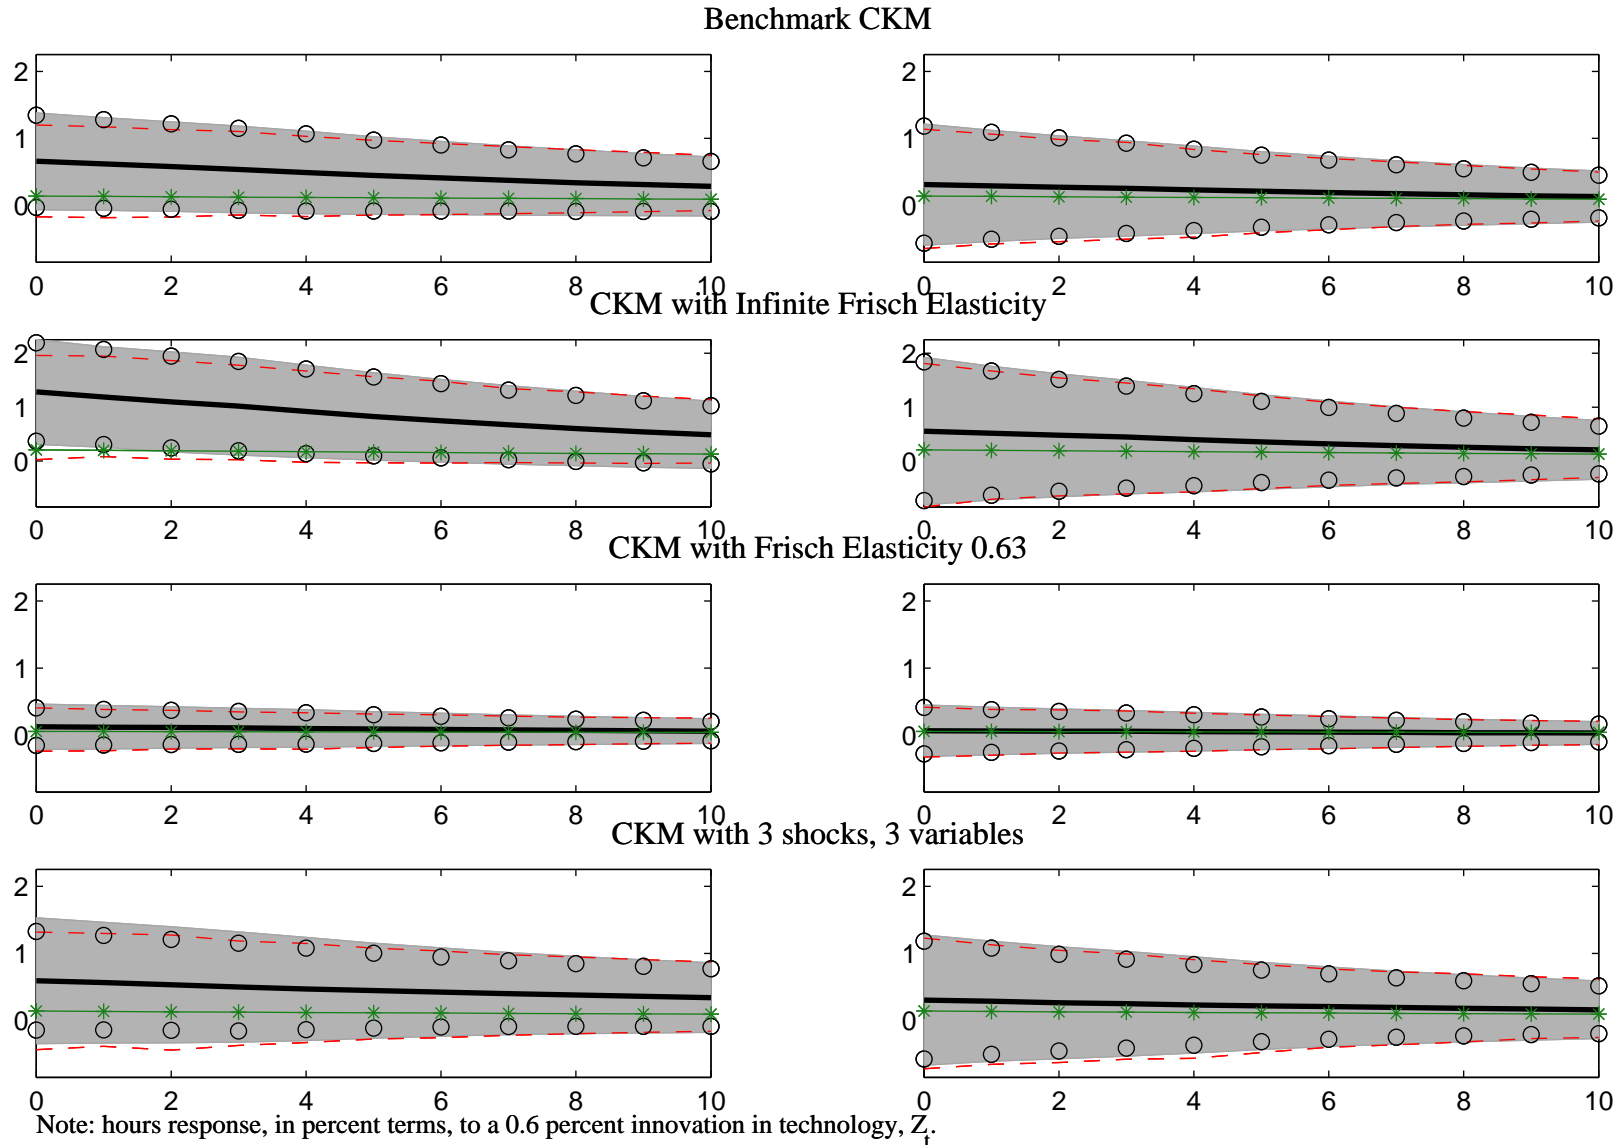 Benchmark CKM
2 2
1 1
0 0
0 2 4 6 8 10 0 2 4 6 8 10
CKM with Infinite Frisch Elasticity
2 2
1 1
0 0
0 2 4 6 8 10 0 2 4 6 8 10
CKM with Frisch Elasticity 0.63
2 2
1 1
0 0
0 2 4 6 8 10 0 2 4 6 8 10
CKM with 3 shocks, 3 variables
2 2
1 1
0 0
0 2 4 6 8 10 0 2 4 6 8 10
Note: hours response, in percent terms, to a 0.6 percent innovation in technology, Z_t.